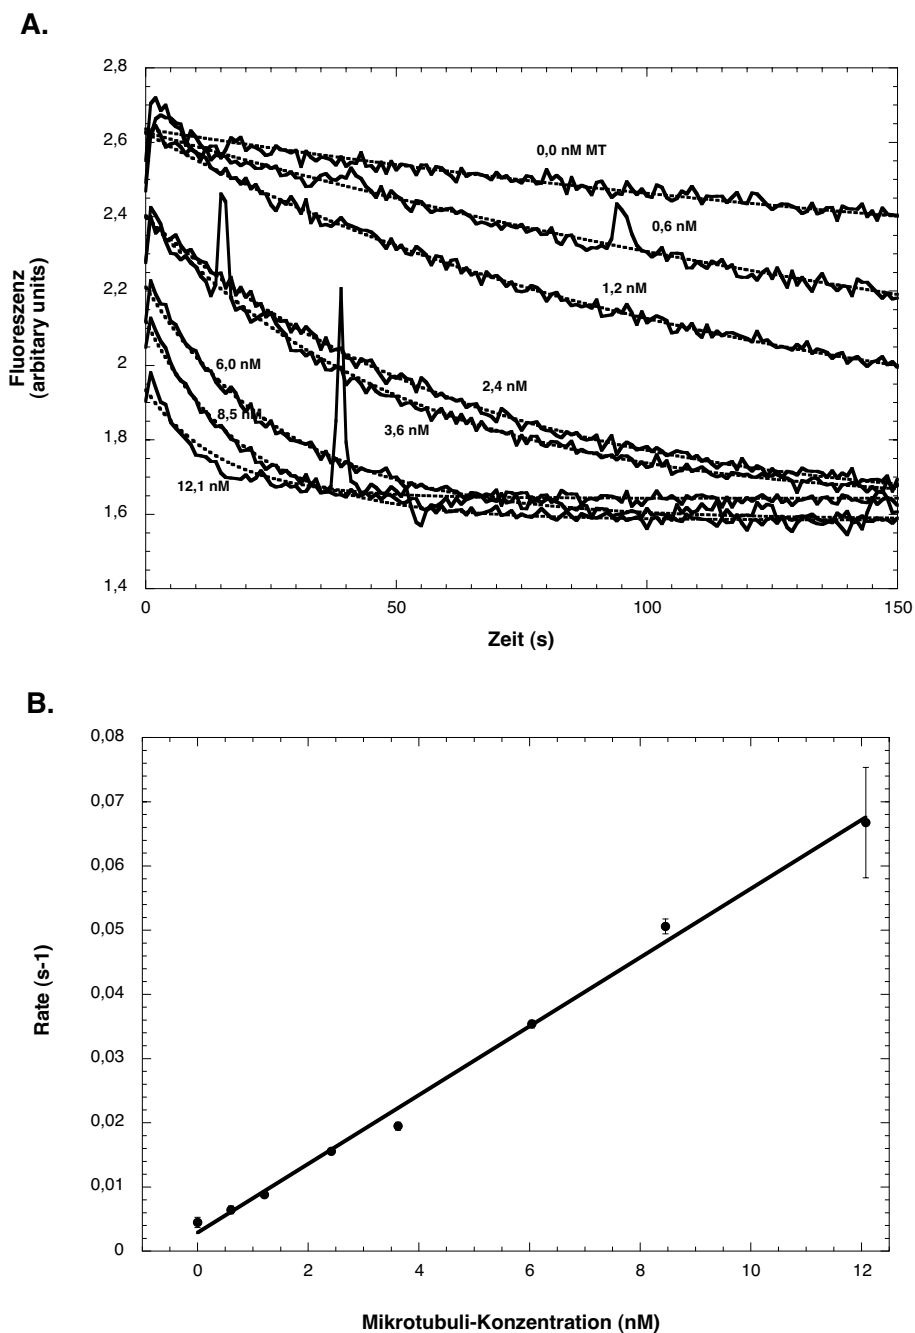 A.
2,8
2,6
2,4
2,2
2
1,8
1,6
1,4
Fluoreszenz
(arbitary units)
0,0 nM MT
0,6 nM
1,2 nM
2,4 nM
3,6 nM
6,0 nM
8,5 nM
12,1 nM
0 50 100 150
Zeit (s)
B.
0,08
0,07
0,06
0,05
0,04
0,03
0,02
0,01
0
Rate (s-1)
0 2 4 6 8 10 12
Mikrotubuli-Konzentration (nM)